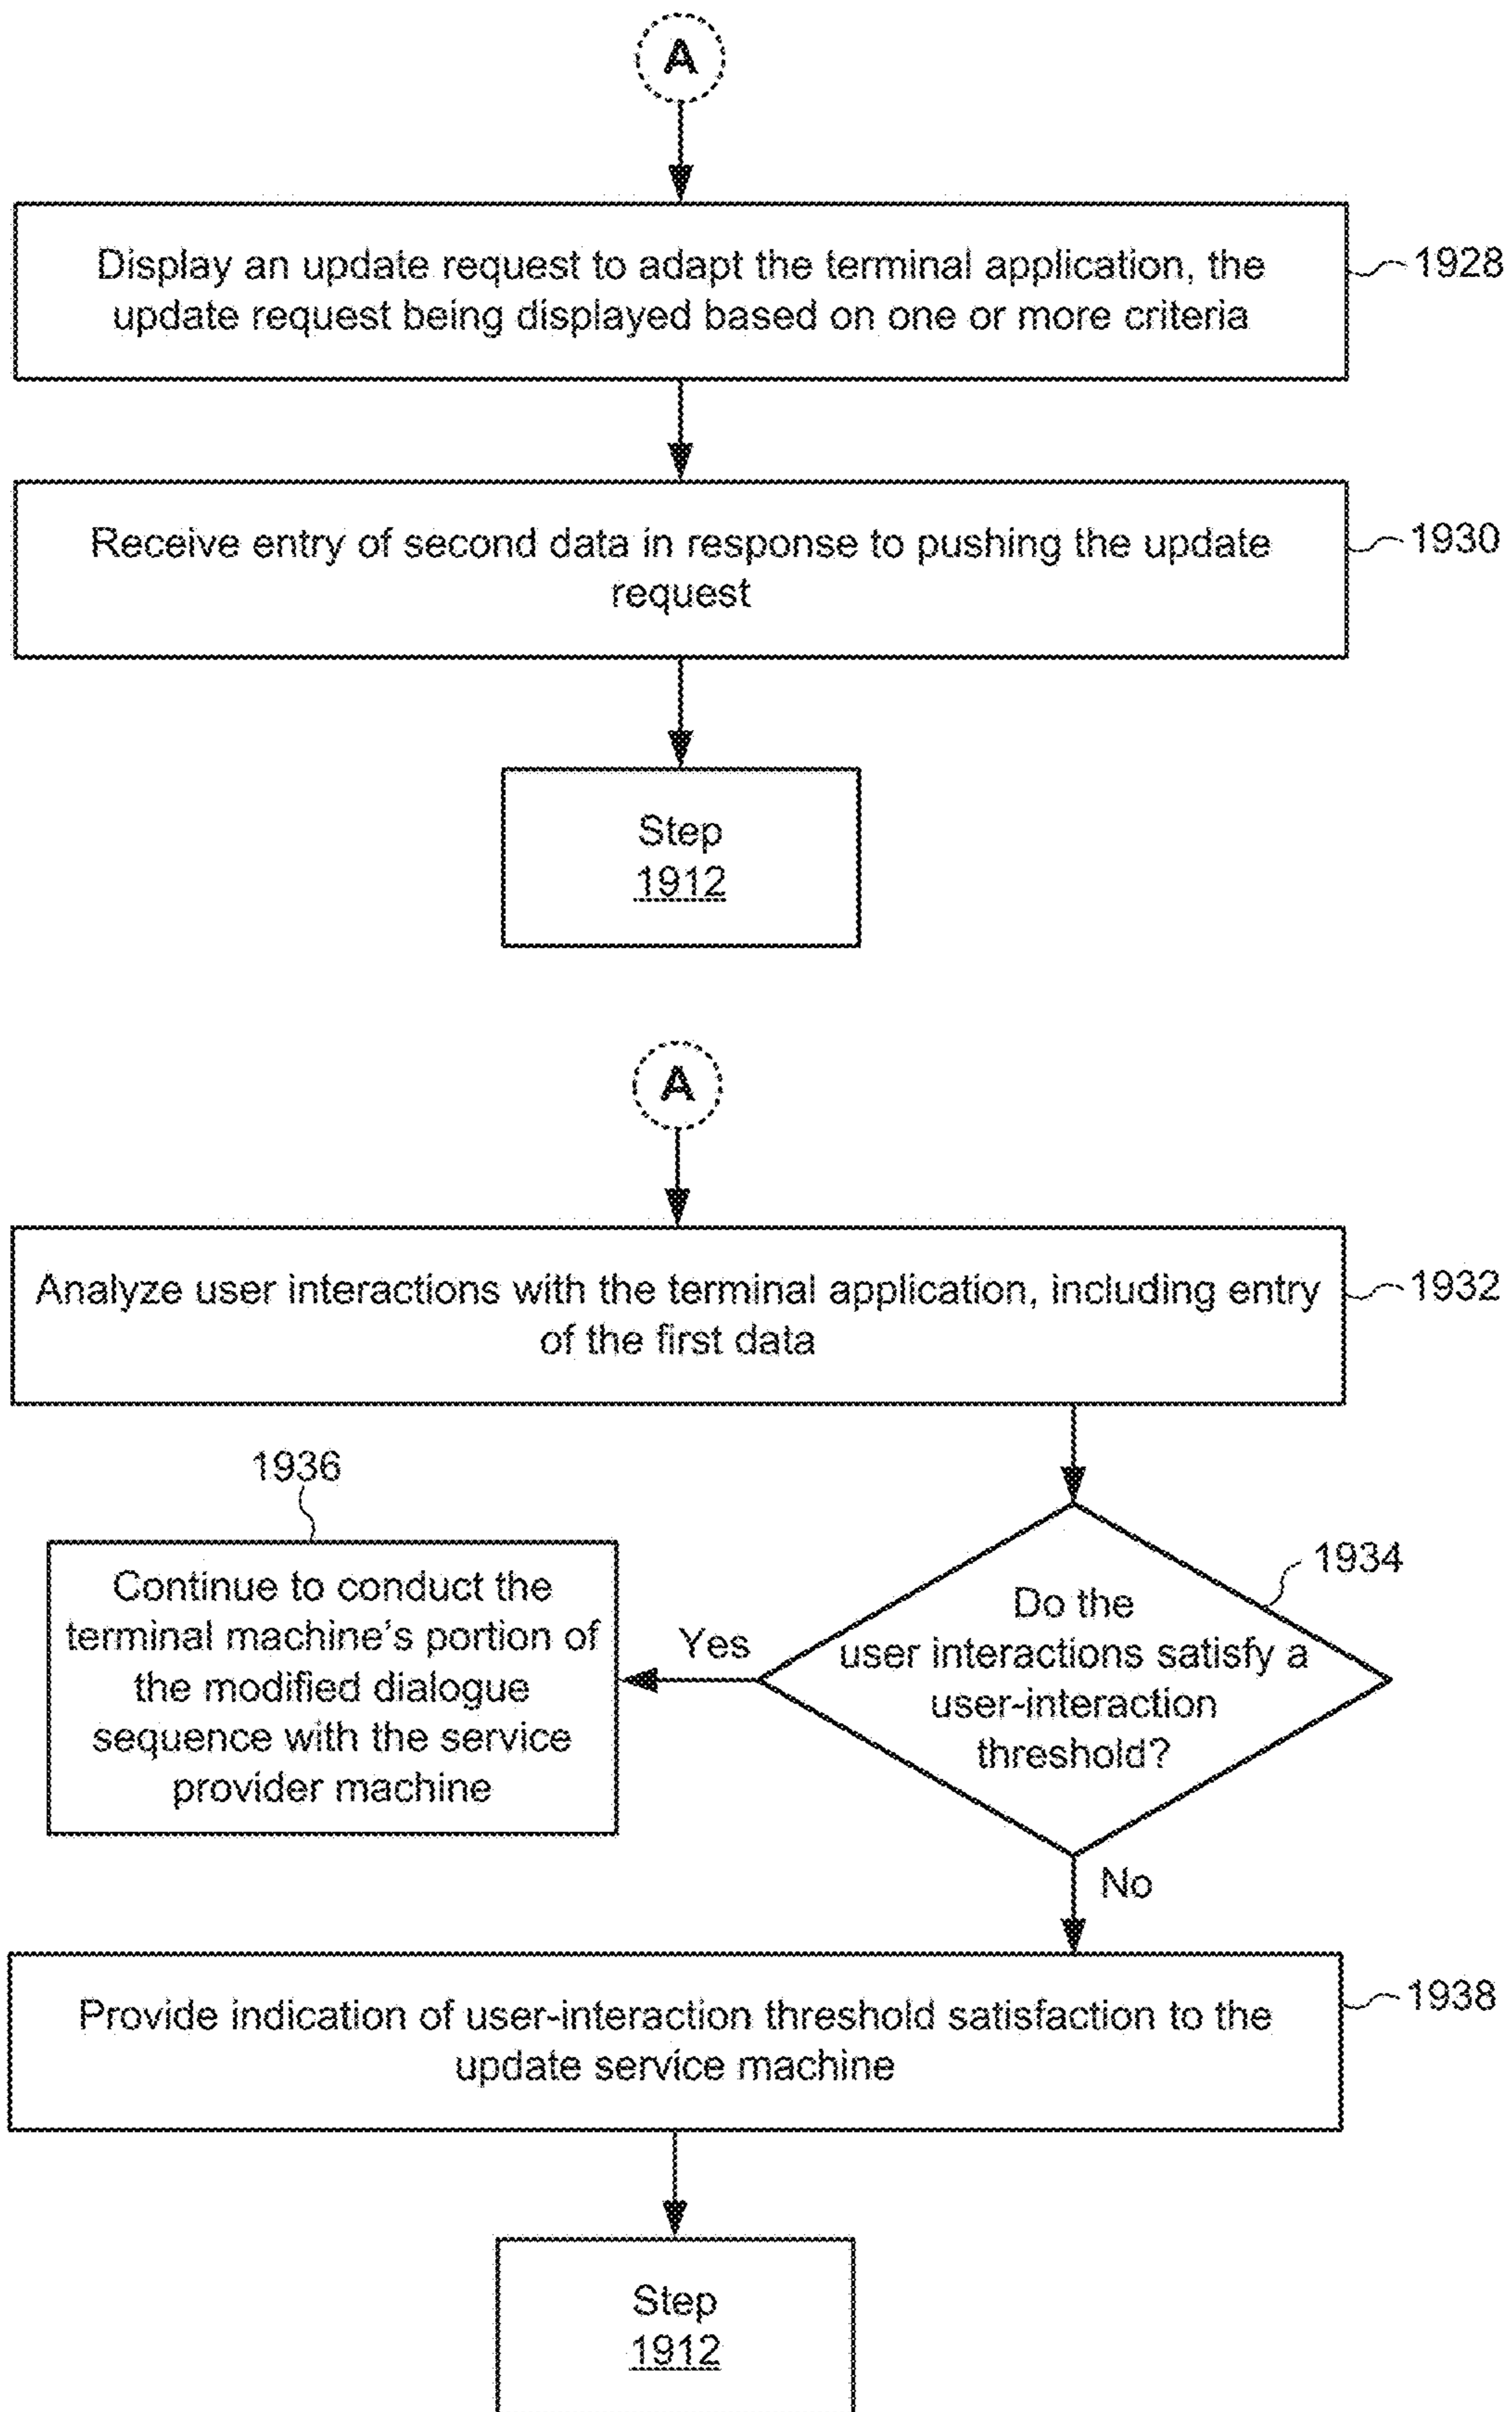 A
Display an update request to adapt the terminal application, the
update request being displayed based on one or more criteria
1928
Receive entry of second data in response to pushing the update
request
1930
Step
1912
A
Analyze user interactions with the terminal application, including entry
of the first data
1932
1936
Continue to conduct the
terminal machine's portion of
the modified dialogue
sequence with the service
provider machine
Yes
1934
Do the
user interactions satisfy a
user-interaction
threshold?
No
Provide indication of user-interaction threshold satisfaction to the
update service machine
1938
Step
1912